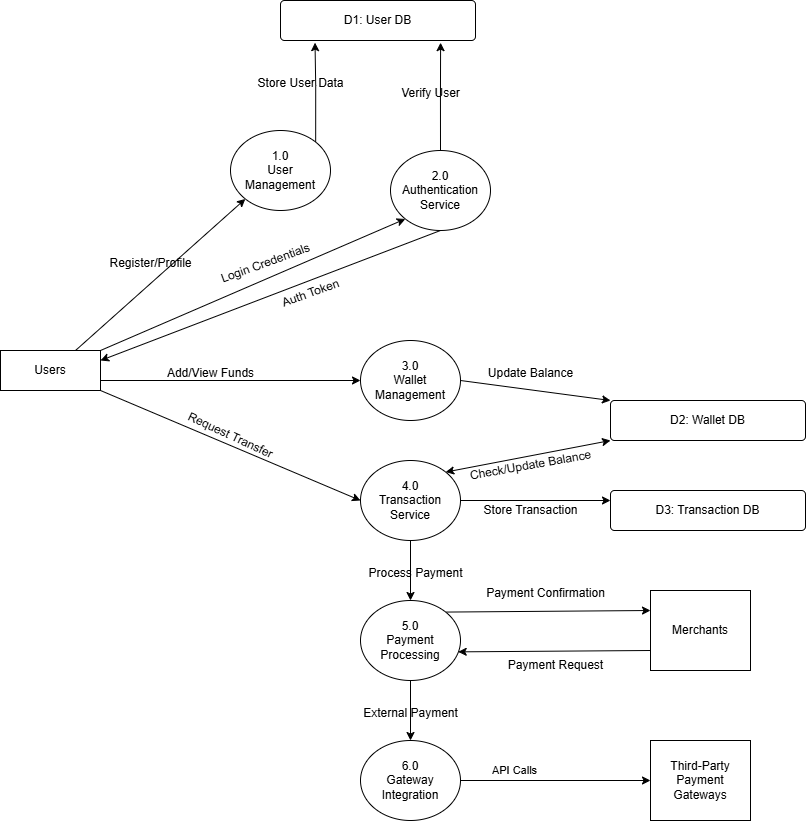 D1: User DB
Store User Data
Verify User
1.0
User
Management
2.0
Authentication
Service
Register/Profile
Login Credentials
Auth Token
Users
Add/View Funds
3.0
Wallet
Management
Update Balance
D2: Wallet DB
Request Transfer
Check/Update Balance
4.0
Transaction
Service
Store Transaction
D3: Transaction DB
Process Payment
Payment Confirmation
5.0
Payment
Processing
Merchants
Payment Request
External Payment
6.0
Gateway
Integration
API Calls
Third-Party
Payment
Gateways